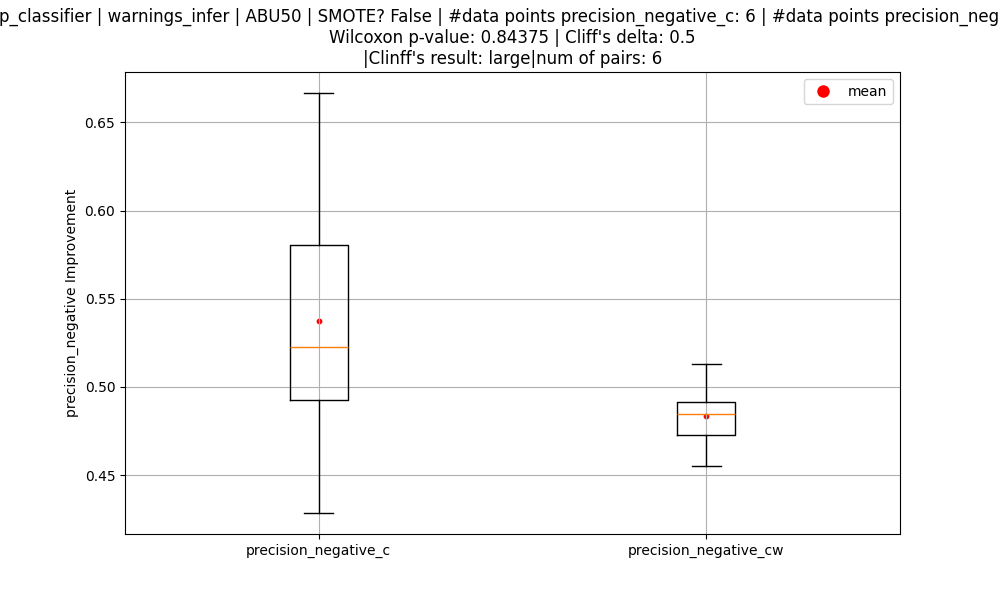 p_classifier | warnings_infer | ABU50 | SMOTE? False | #data points precision_negative_c: 6 | #data points precision_neg
Wilcoxon p-value: 0.84375 | Cliff's delta: 0.5
|Clinff's result: large|num of pairs: 6
mean
precision_negative Improvement
0.65
0.60
0.55
0.50
0.45
precision_negative_c
precision_negative_cw